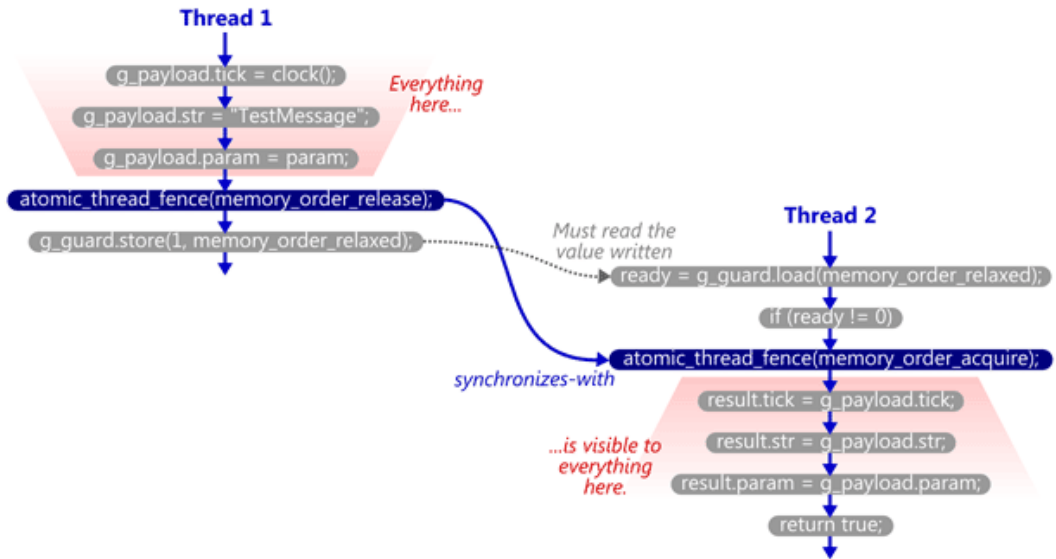 Thread 1
g_payload.tick = clock();
Everything
here...
g_payload.str = "TestMessage";
g_payload.param = param;
atomic_thread_fence(memory_order_release);
g_guard.store(1, memory_order_relaxed);
Must read the
value written
Thread 2
ready = g_guard.load(memory_order_relaxed);
if (ready != 0)
atomic_thread_fence(memory_order_acquire);
synchronizes-with
result.tick = g_payload.tick;
result.str = g_payload.str;
...is visible to
everything
here.
result.param = g_payload.param;
return true;